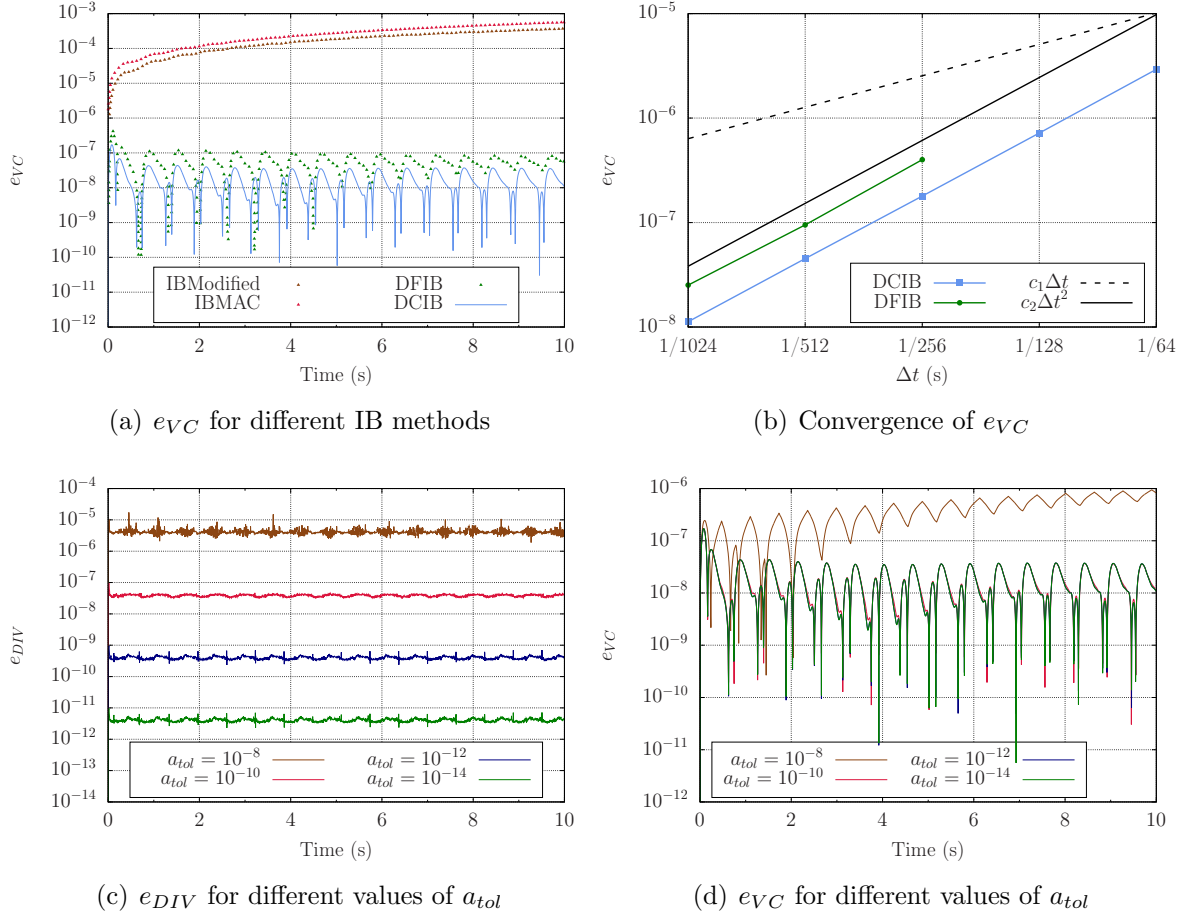 10⁻³
10⁻⁴
10⁻⁵
10⁻⁶
10⁻⁷
10⁻⁸
10⁻⁹
10⁻¹⁰
10⁻¹¹
10⁻¹²
e_VC
IBModified
IBMAC
DFIB
DCIB
0 2 4 6 8 10
Time (s)
(a) e_VC for different IB methods
10⁻⁵
10⁻⁶
10⁻⁷
10⁻⁸
e_VC
DCIB
DFIB
c₁Δt
c₂Δt²
1/1024 1/512 1/256 1/128 1/64
Δt (s)
(b) Convergence of e_VC
10⁻⁴
10⁻⁵
10⁻⁶
10⁻⁷
10⁻⁸
10⁻⁹
10⁻¹⁰
10⁻¹¹
10⁻¹²
10⁻¹³
10⁻¹⁴
e_DIV
a_tol = 10⁻⁸
a_tol = 10⁻¹⁰
a_tol = 10⁻¹²
a_tol = 10⁻¹⁴
0 2 4 6 8 10
Time (s)
(c) e_DIV for different values of a_tol
10⁻⁶
10⁻⁷
10⁻⁸
10⁻⁹
10⁻¹⁰
10⁻¹¹
10⁻¹²
e_VC
a_tol = 10⁻⁸
a_tol = 10⁻¹⁰
a_tol = 10⁻¹²
a_tol = 10⁻¹⁴
0 2 4 6 8 10
Time (s)
(d) e_VC for different values of a_tol